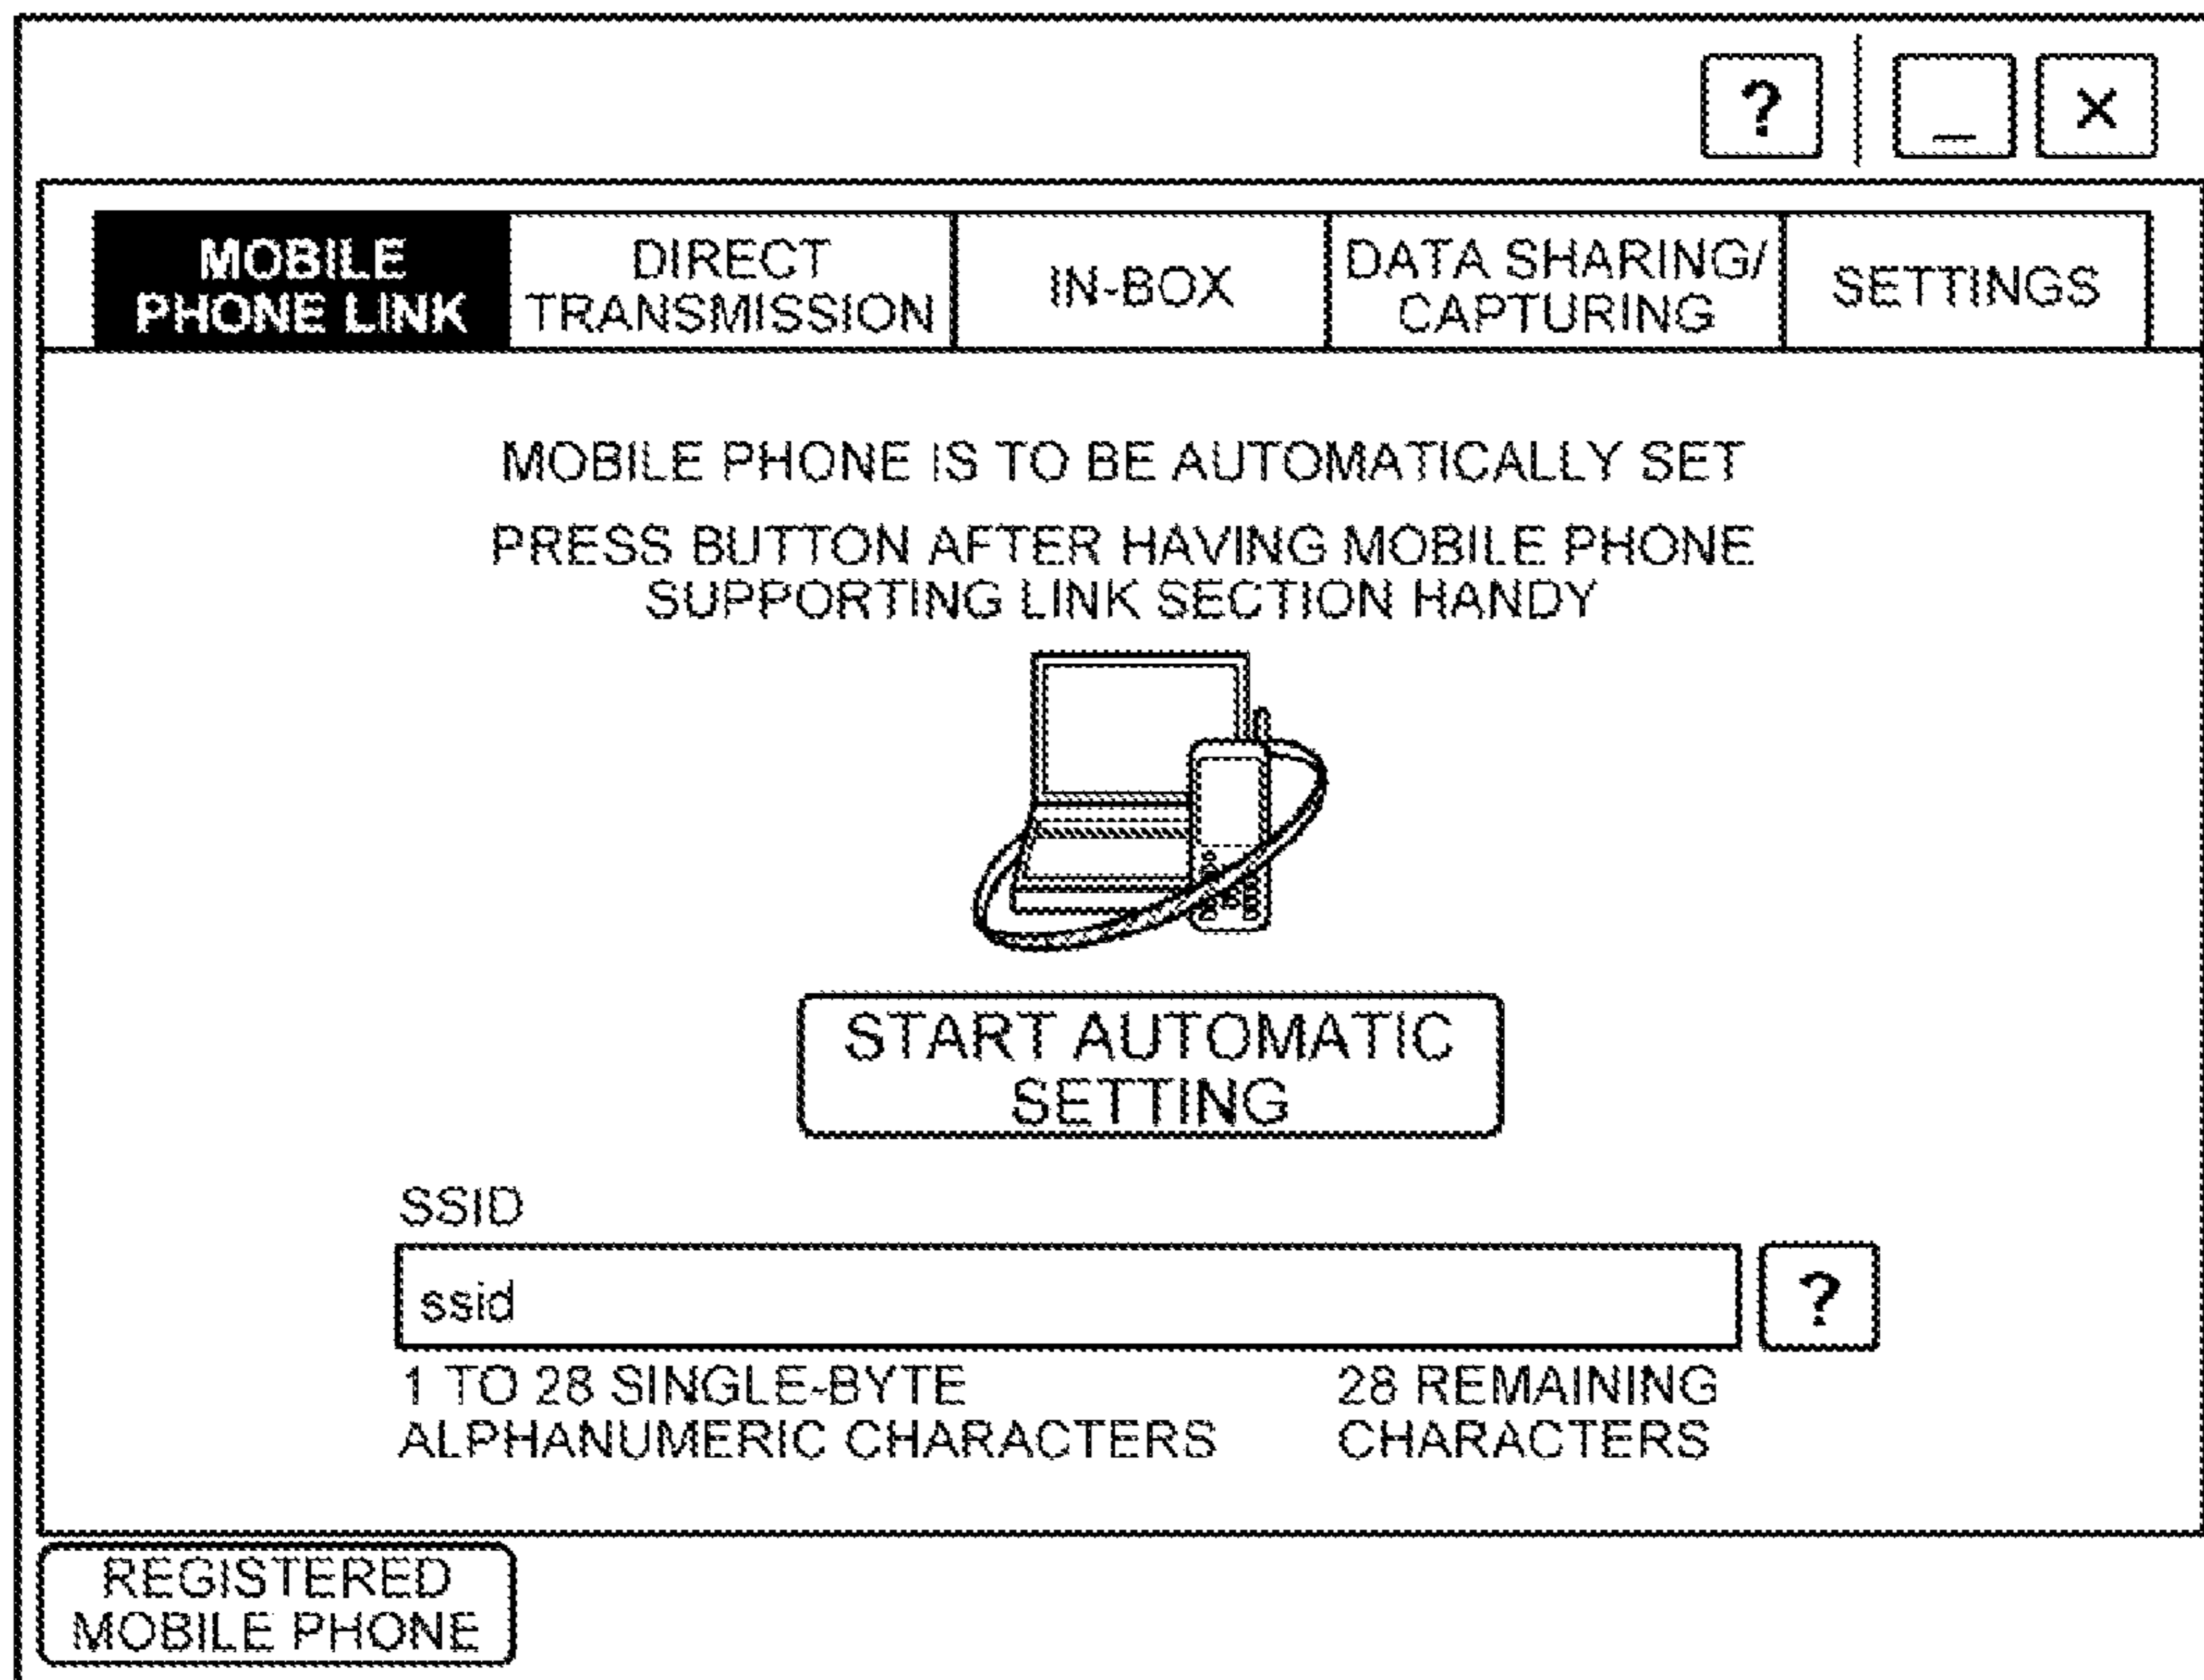 ? _ ×
MOBILE
PHONE LINK
DIRECT
TRANSMISSION
IN-BOX
DATA SHARING/
CAPTURING
SETTINGS
MOBILE PHONE IS TO BE AUTOMATICALLY SET
PRESS BUTTON AFTER HAVING MOBILE PHONE
SUPPORTING LINK SECTION HANDY
START AUTOMATIC
SETTING
SSID
ssid
?
1 TO 28 SINGLE-BYTE
ALPHANUMERIC CHARACTERS
28 REMAINING
CHARACTERS
REGISTERED
MOBILE PHONE